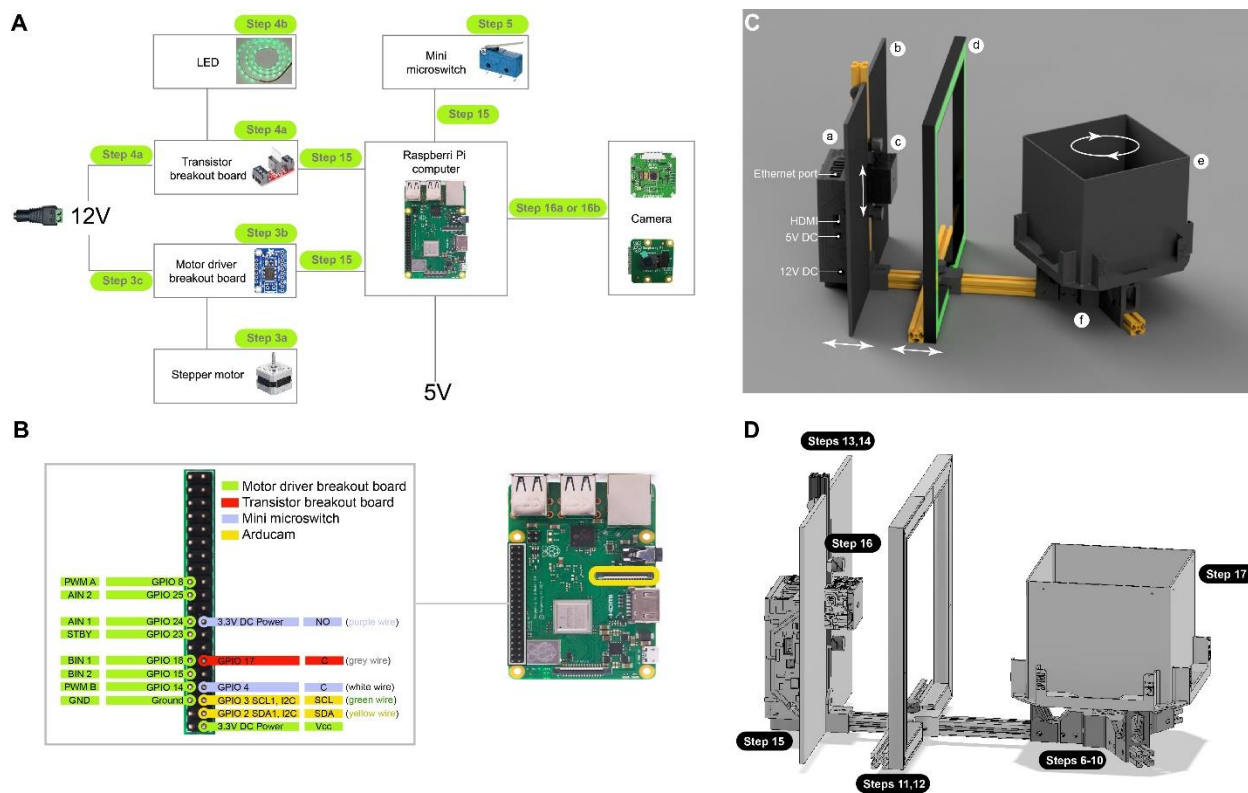 A
Step 4b
LED
Step 5
Mini
microswitch
Step 4a
Step 4a
Transistor
breakout board
Step 15
Step 15
Raspberri Pi
computer
12V
Step 16a or 16b
Camera
Step 3b
Motor driver
breakout board
Step 15
Step 3c
Step 3a
Stepper motor
5V
B
Motor driver breakout board
Transistor breakout board
Mini microswitch
Arducam
PWM A GPIO 8
AIN 2 GPIO 25
AIN 1 GPIO 24 3.3V DC Power NO (purple wire)
STBY GPIO 23
BIN 1 GPIO 18 GPIO 17 C (grey wire)
BIN 2 GPIO 15
PWM B GPIO 14 GPIO 4 C (white wire)
GND Ground GPIO 3 SCL1, I2C SCL (green wire)
GPIO 2 SDA1, I2C SDA (yellow wire)
3.3V DC Power Vcc
HDMI
C
b
d
a
c
e
Ethernet port
HDMI
5V DC
12V DC
f
D
Steps 13,14
Step 16
Step 17
Step 15
Steps 6-10
Steps 11,12